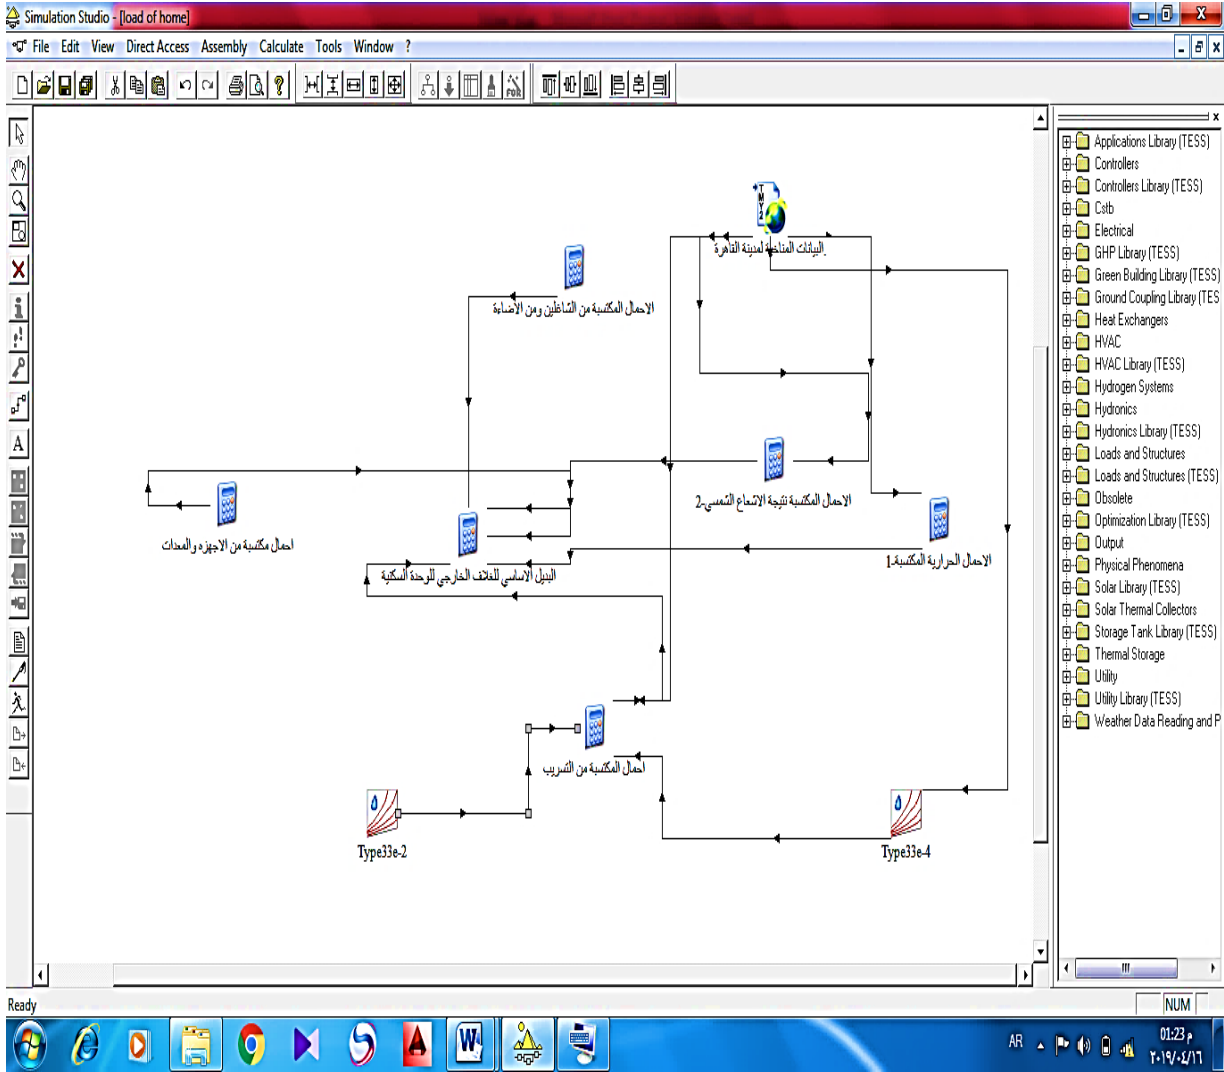 Simulation Studio - [load of home]
File Edit View Direct Access Assembly Calculate Tools Window ?
FOR
A
TMY2
البيانات المناخية لمدينة القاهرة
الاحمال المكتسبة من الشاغلين ومن الاضاءة
الاحمال المكتسبة نتيجة الاشعاع الشمسي-2
احمال مكتسبة من الاجهزه والمعدات
الاحمال الحرارية المكتسبة-1
البديل الاساسي للغلاف الخارجي للوحدة السكنية
احمال المكتسبة من التسريب
Type33e-2
Type33e-4
Applications Library (TESS)
Controllers
Controllers Library (TESS)
Cstb
Electrical
GHP Library (TESS)
Green Building Library (TESS)
Ground Coupling Library (TES
Heat Exchangers
HVAC
HVAC Library (TESS)
Hydrogen Systems
Hydronics
Hydronics Library (TESS)
Loads and Structures
Loads and Structures (TESS)
Obsolete
Optimization Library (TESS)
Output
Physical Phenomena
Solar Library (TESS)
Solar Thermal Collectors
Storage Tank Library (TESS)
Thermal Storage
Utility
Utility Library (TESS)
Weather Data Reading and P
Ready
NUM
W
AR
01:23 م
٢٠١٩/٠٤/١٦